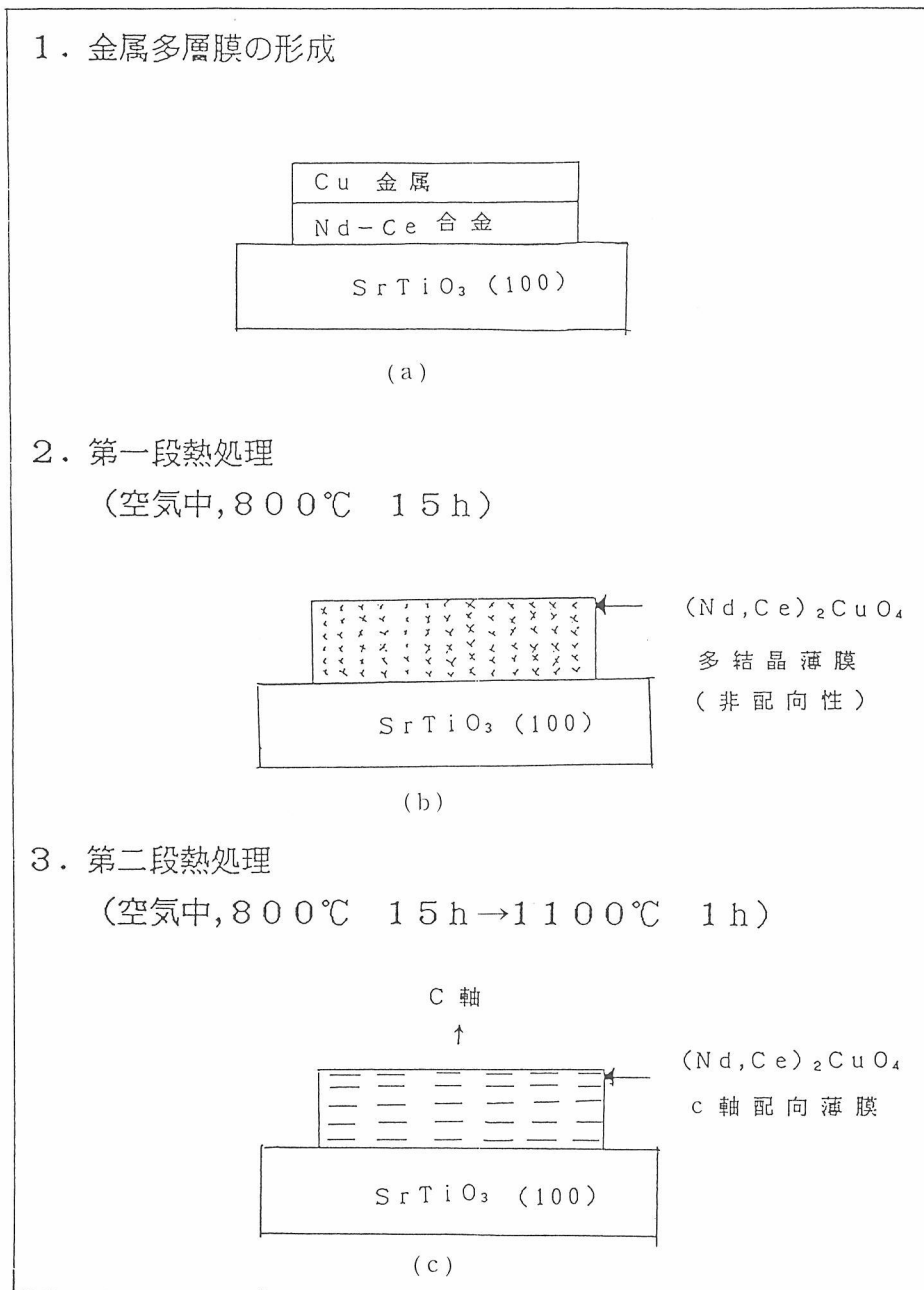 1．金属多層膜の形成
Cu 金属
Nd-Ce 合金
SrTiO₃ (100)
(a)
2．第一段熱処理
(空気中,800℃ 15h)
(Nd,Ce)₂CuO₄
多結晶薄膜
(非配向性)
SrTiO₃ (100)
(b)
3．第二段熱処理
(空気中,800℃ 15h→1100℃ 1h)
C 軸
↑
(Nd,Ce)₂CuO₄
c 軸配向薄膜
SrTiO₃ (100)
(c)